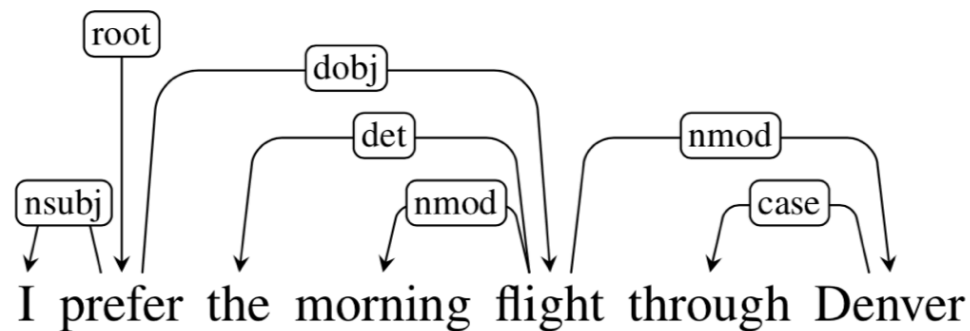 root
dobj
det
nmod
nsubj
nmod
case
I prefer the morning flight through Denver